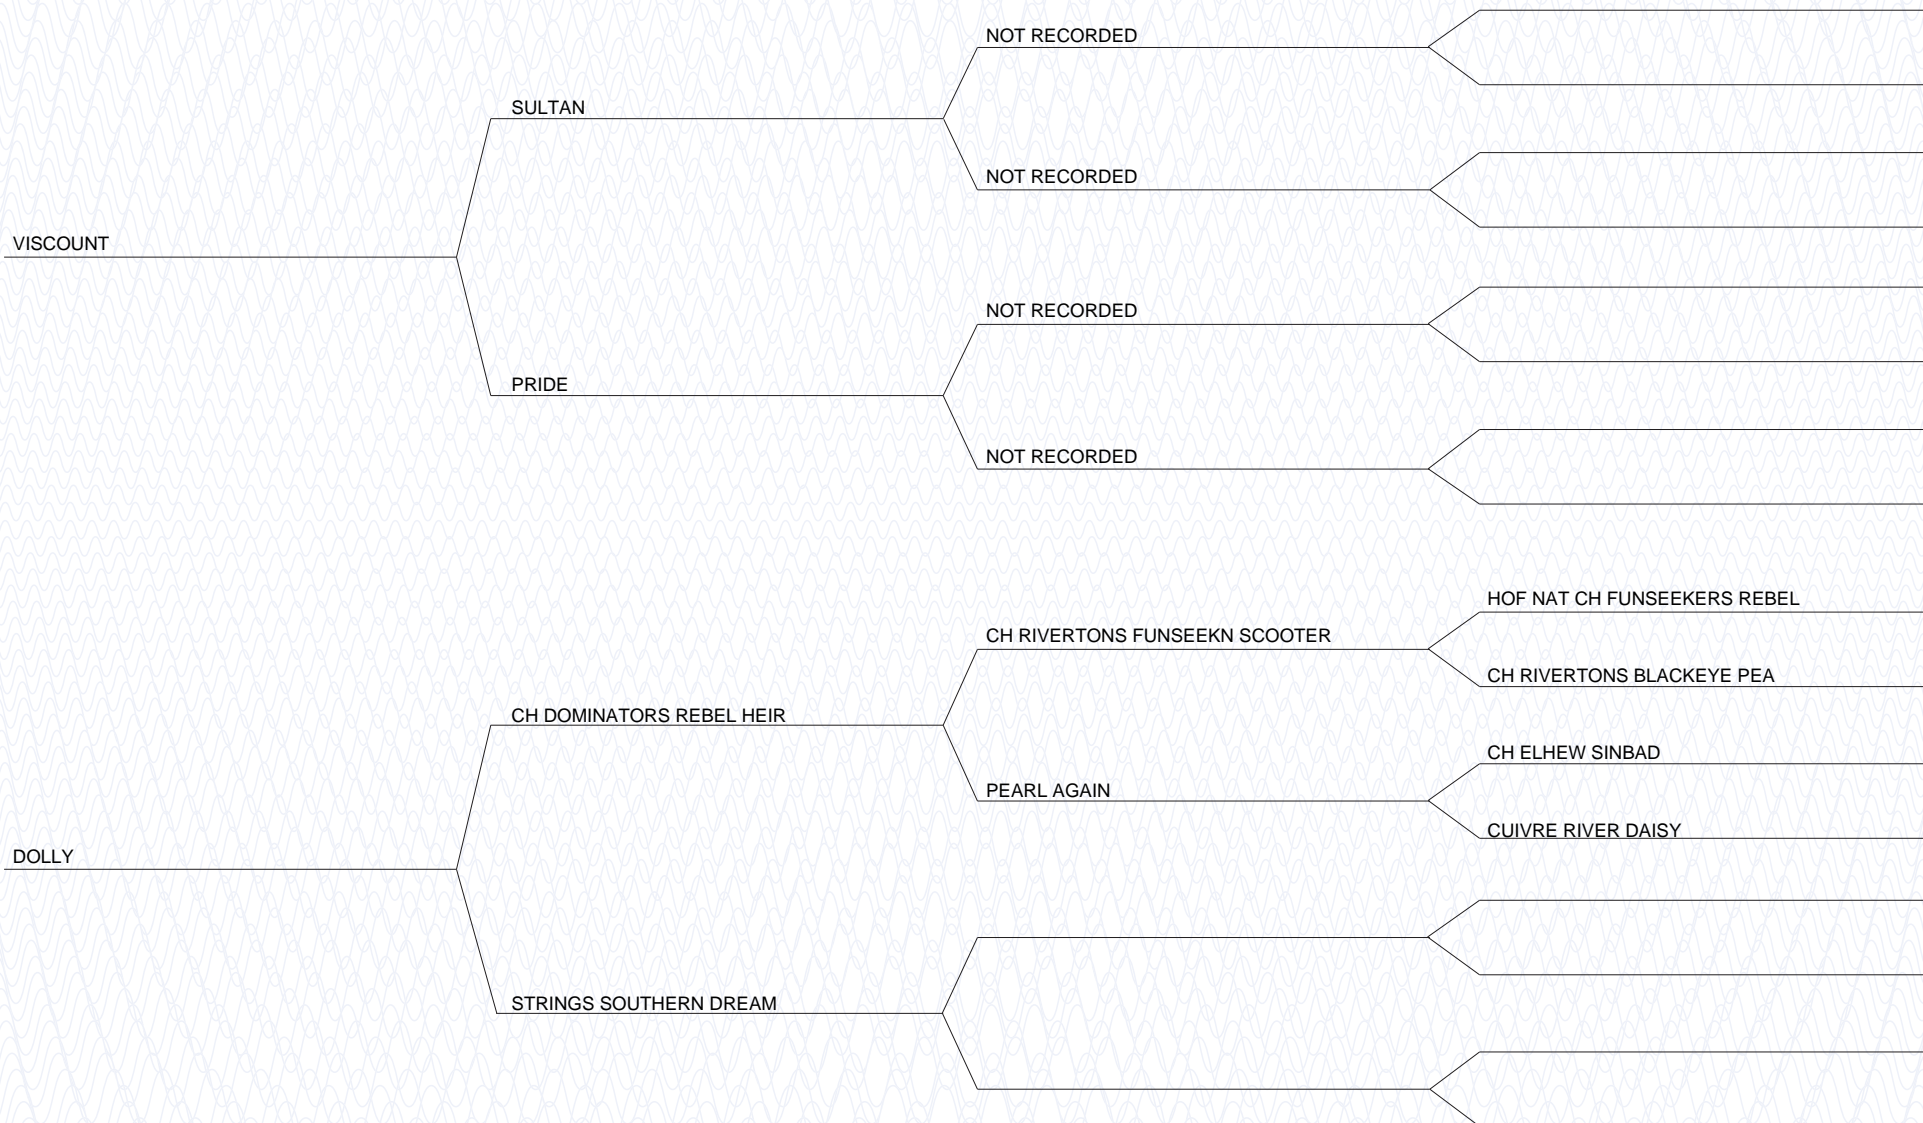 NOT RECORDED
SULTAN
NOT RECORDED
VISCOUNT
NOT RECORDED
PRIDE
NOT RECORDED
HOF NAT CH FUNSEEKERS REBEL
CH RIVERTONS FUNSEEKN SCOOTER
CH RIVERTONS BLACKEYE PEA
CH DOMINATORS REBEL HEIR
CH ELHEW SINBAD
PEARL AGAIN
CUIVRE RIVER DAISY
DOLLY
STRINGS SOUTHERN DREAM